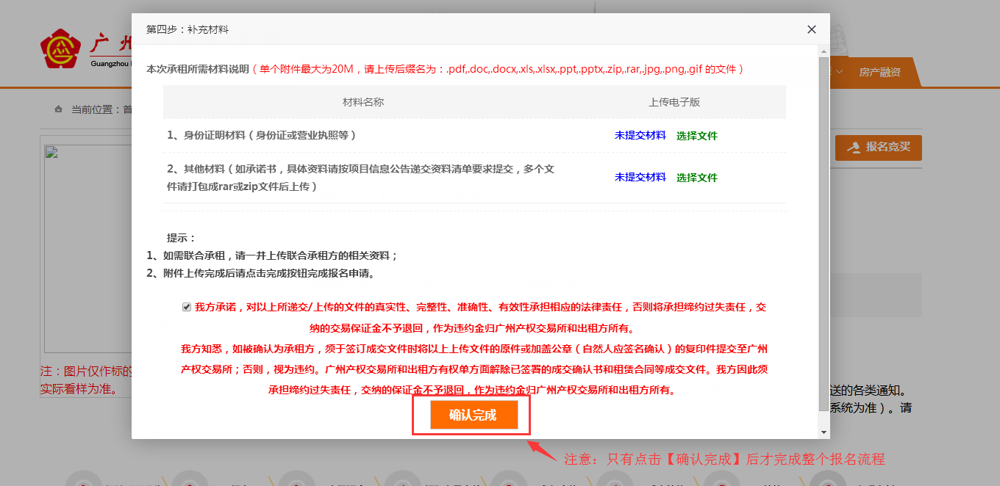 第四步：补充材料
广 州
Guangzhou
房产融资
本次承租所需材料说明（单个附件最大为20M，请上传后缀名为：.pdf,.doc,.docx,.xls,.xlsx,.ppt,.pptx,.zip,.rar,.jpg,.png,.gif 的文件）
当前位置：首
材料名称 上传电子版
1、身份证明材料（身份证或营业执照等） 未提交材料 选择文件
报名竞买
2、其他材料（如承诺书，具体资料请按项目信息公告递交资料清单要求提交，多个文
件请打包成rar或zip文件后上传） 未提交材料 选择文件
提示：
1、如需联合承租，请一并上传联合承租方的相关资料；
2、附件上传完成后请点击完成按钮完成报名申请。
我方承诺，对以上所递交/上传的文件的真实性、完整性、准确性、有效性承担相应的法律责任，否则将承担缔约过失责任，交
纳的交易保证金不予退回，作为违约金归广州产权交易所和出租方所有。
我方知悉，如被确认为承租方，须于签订成交文件时将以上上传文件的原件或加盖公章（自然人应签名确认）的复印件提交至广州
产权交易所；否则，视为违约。广州产权交易所和出租方有权单方面解除已签署的成交确认书和租赁合同等成交文件。我方因此须
承担缔约过失责任，交纳的保证金不予退回，作为违约金归广州产权交易所和出租方所有。
注：图片仅作标的
实际看样为准。
送的各类通知。
系统为准）。请
确认完成
注意：只有点击【确认完成】后才完成整个报名流程